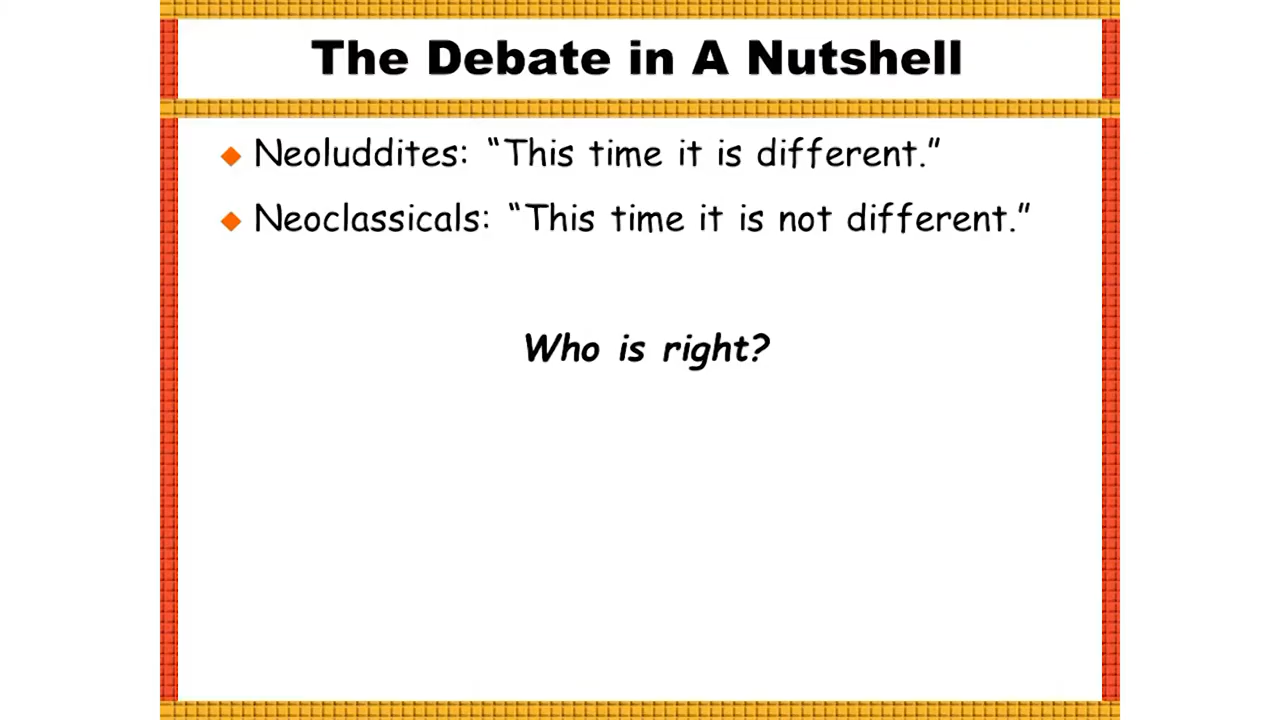 The Debate in A Nutshell
Neoluddites: “This time it is different.”
Neoclassicals: “This time it is not different.”
Who is right?